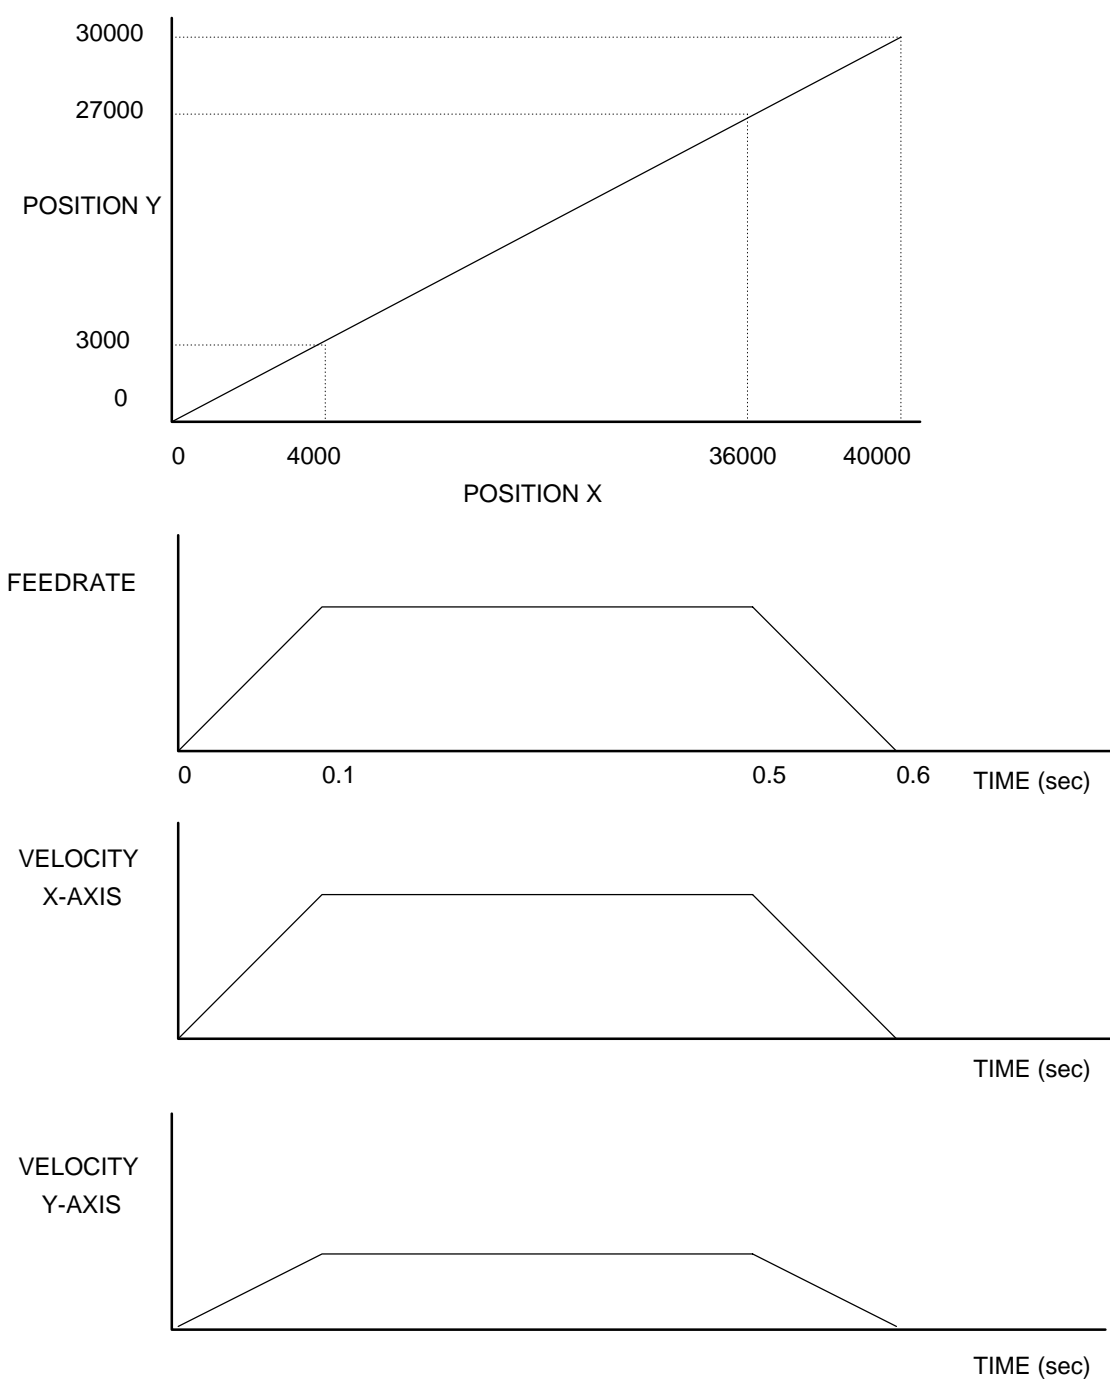 30000
27000
POSITION Y
3000
0
0 4000 36000 40000
POSITION X
FEEDRATE
0 0.1 0.5 0.6 TIME (sec)
VELOCITY
X-AXIS
TIME (sec)
VELOCITY
Y-AXIS
TIME (sec)